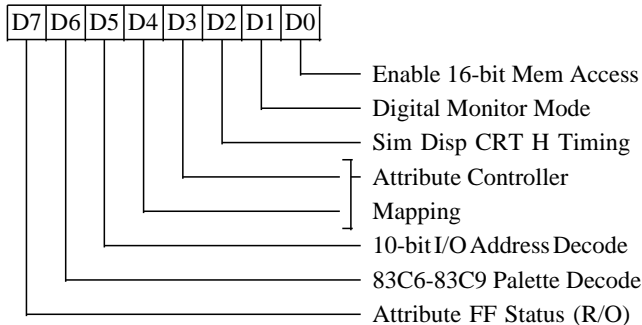 D7 D6 D5 D4 D3 D2 D1 D0
Enable 16-bit Mem Access
Digital Monitor Mode
Sim Disp CRT H Timing
Attribute Controller
Mapping
10-bit I/O Address Decode
83C6-83C9 Palette Decode
Attribute FF Status (R/O)